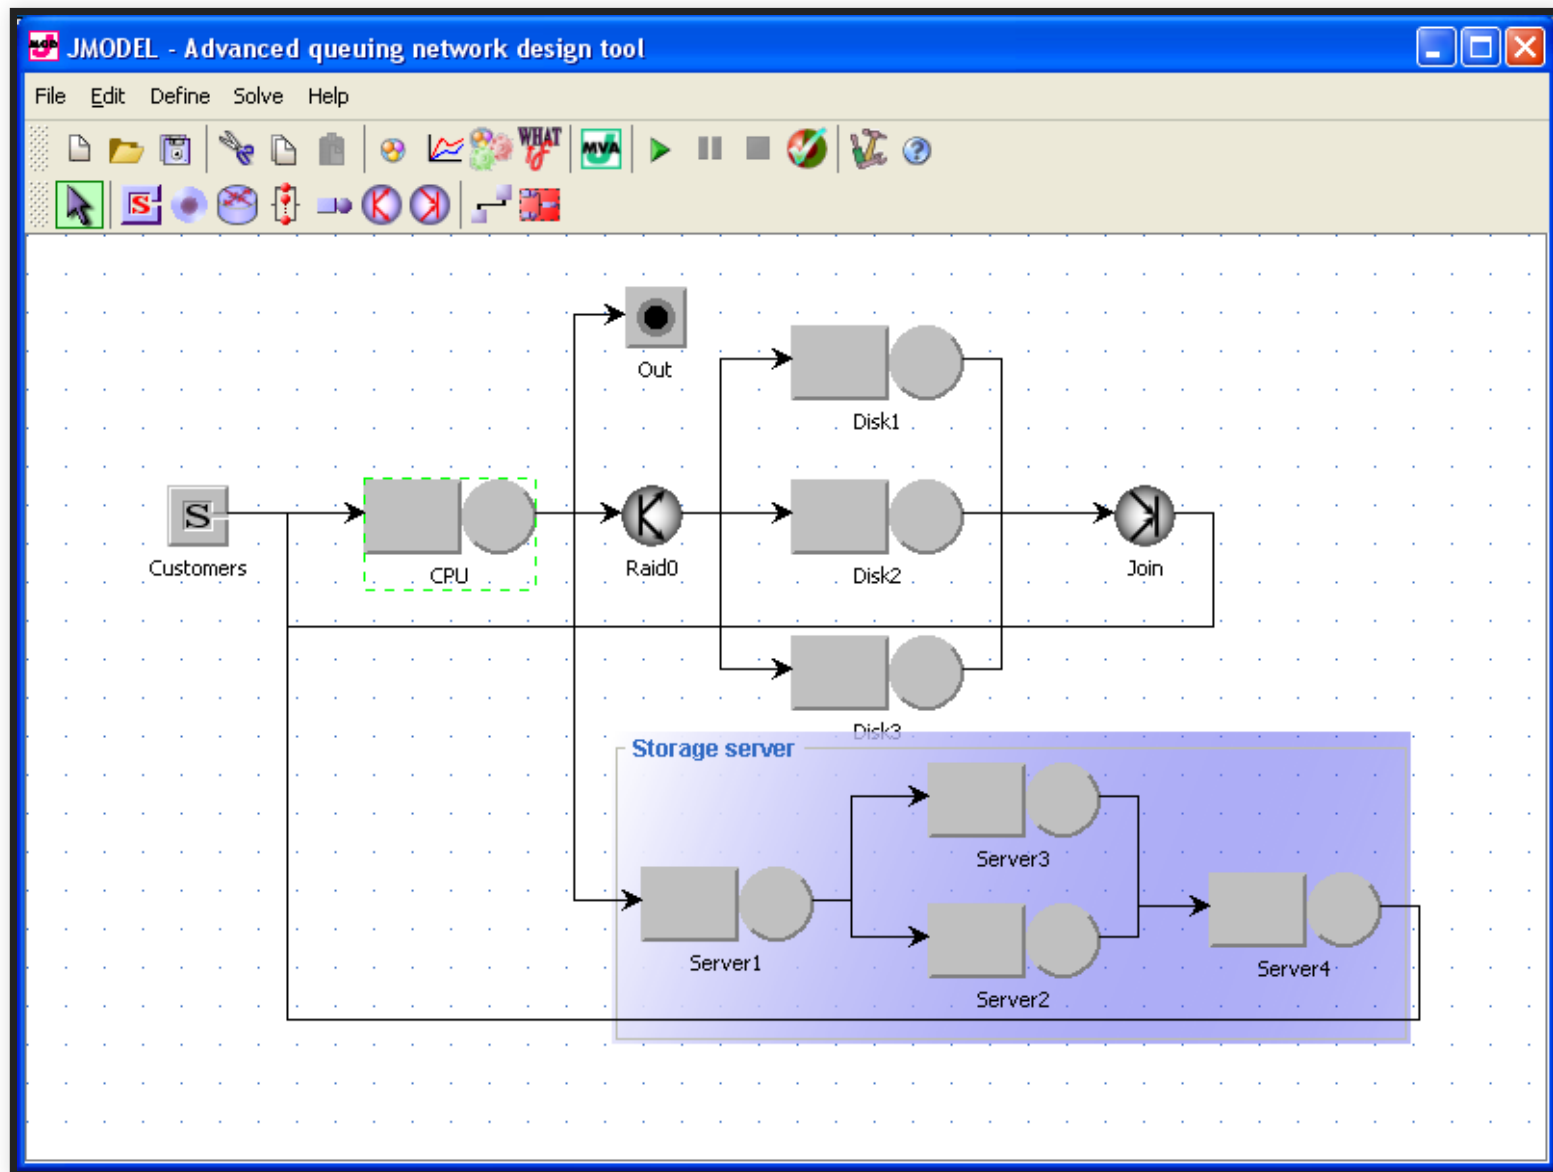 JMODEL - Advanced queuing network design tool
File Edit Define Solve Help
WHAT
if
MVA
S
Out
Disk1
S
Customers
CPU
Raid0
Disk2
Join
Disk3
Storage server
Server3
Server1
Server4
Server2